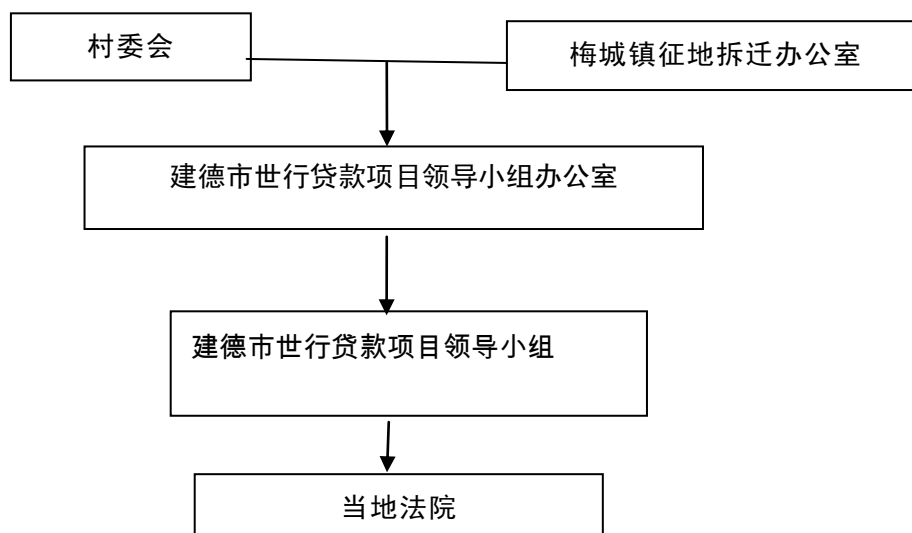 村委会
梅城镇征地拆迁办公室
建德市世行贷款项目领导小组办公室
建德市世行贷款项目领导小组
当地法院